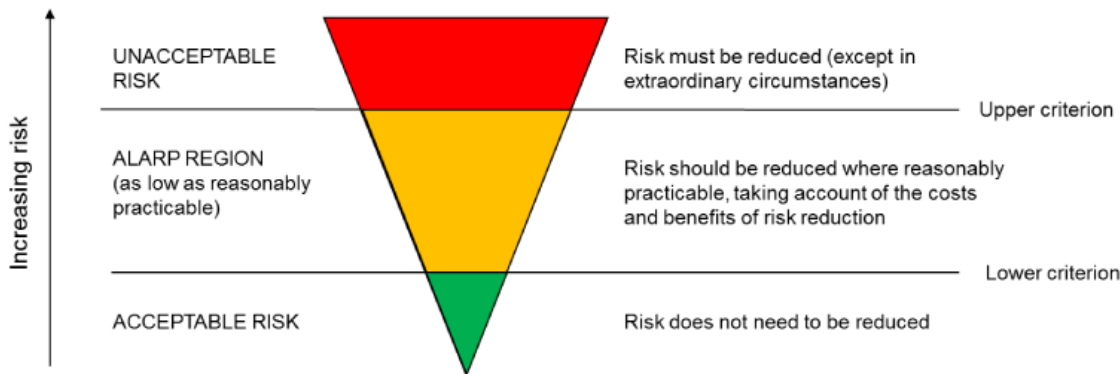 Increasing risk
UNACCEPTABLE
RISK
Risk must be reduced (except in
extraordinary circumstances)
Upper criterion
ALARP REGION
(as low as reasonably
practicable)
Risk should be reduced where reasonably
practicable, taking account of the costs
and benefits of risk reduction
Lower criterion
ACCEPTABLE RISK
Risk does not need to be reduced